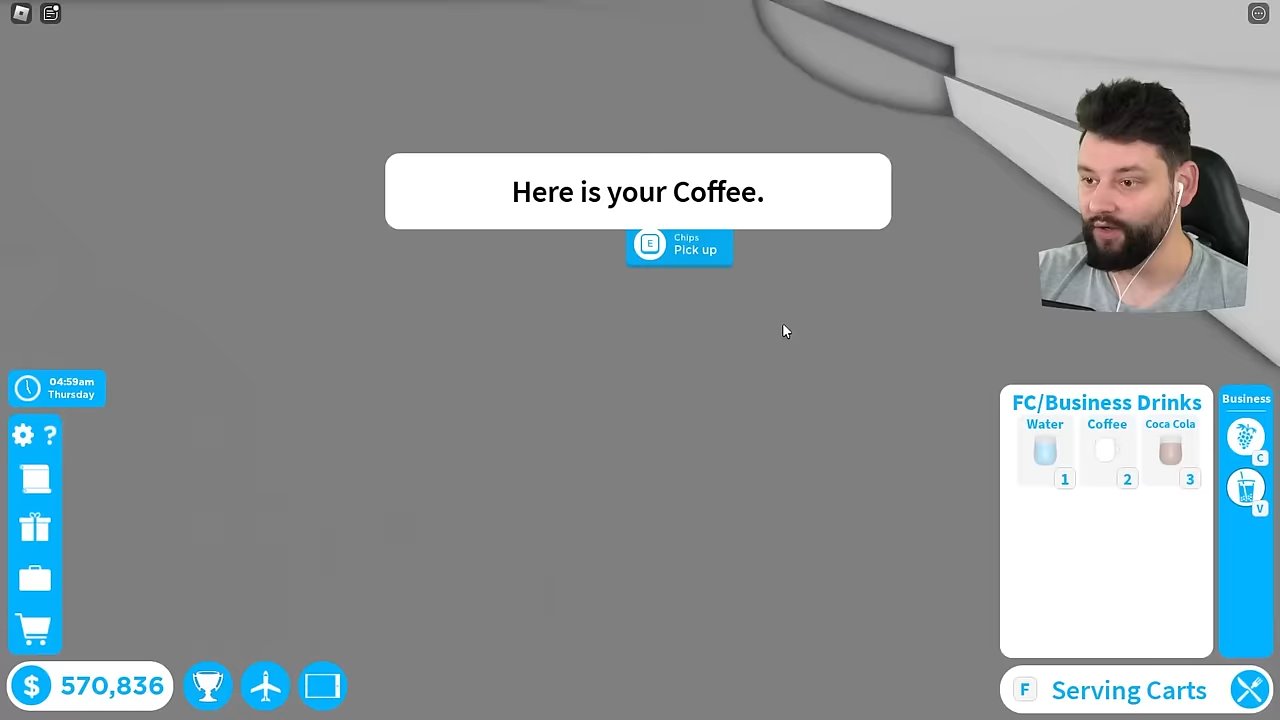 Here is your Coffee.
E
Chips
Pick up
04:59am
Thursday
?
FC/Business Drinks
Water
Coffee
Coca Cola
1
2
3
Business
C
V
$ 570,836
F
Serving Carts